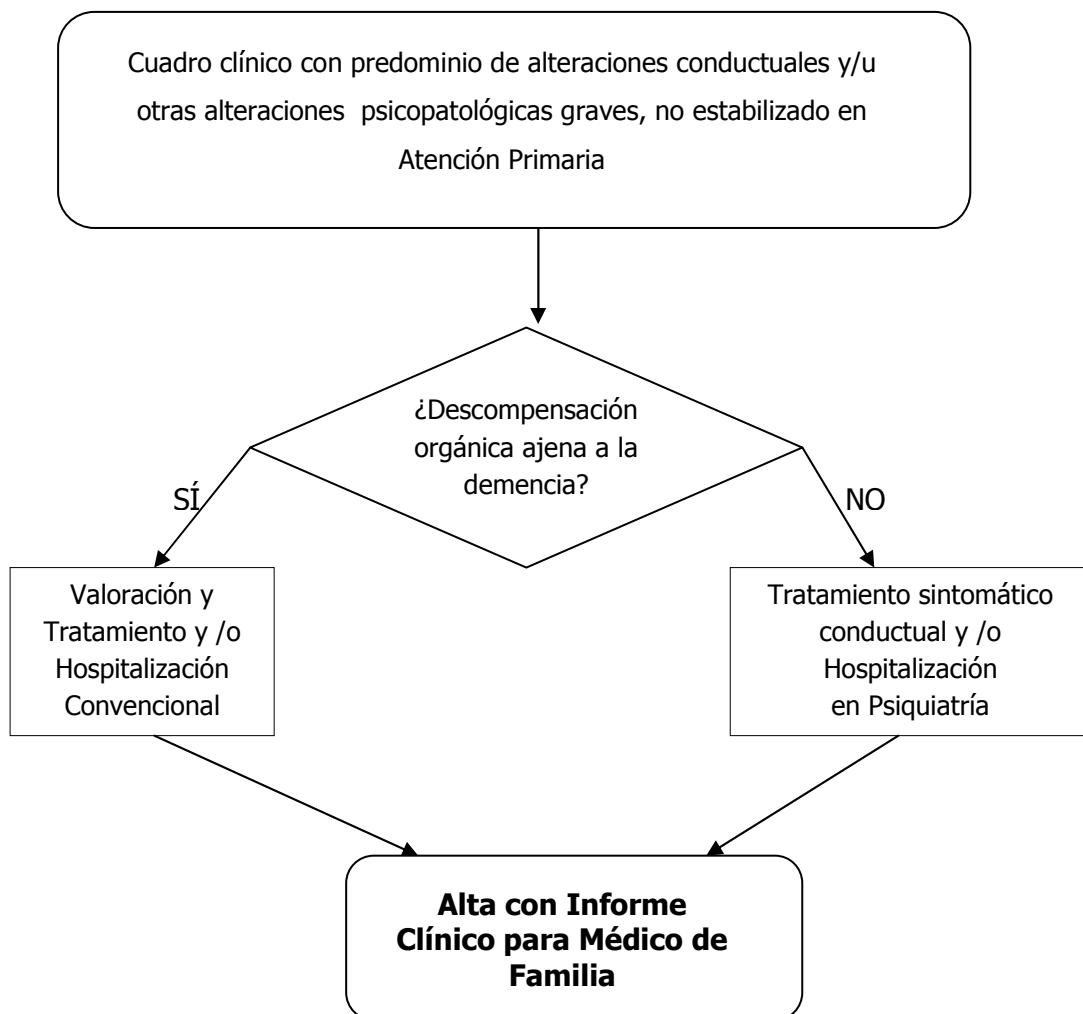 Cuadro clínico con predominio de alteraciones conductuales y/u
otras alteraciones  psicopatológicas graves, no estabilizado en
Atención Primaria
¿Descompensación
orgánica ajena a la
demencia?
SÍ
NO
Valoración y
Tratamiento y /o
Hospitalización
Convencional
Tratamiento sintomático
conductual y /o
Hospitalización
en Psiquiatría
Alta con Informe
Clínico para Médico de
Familia